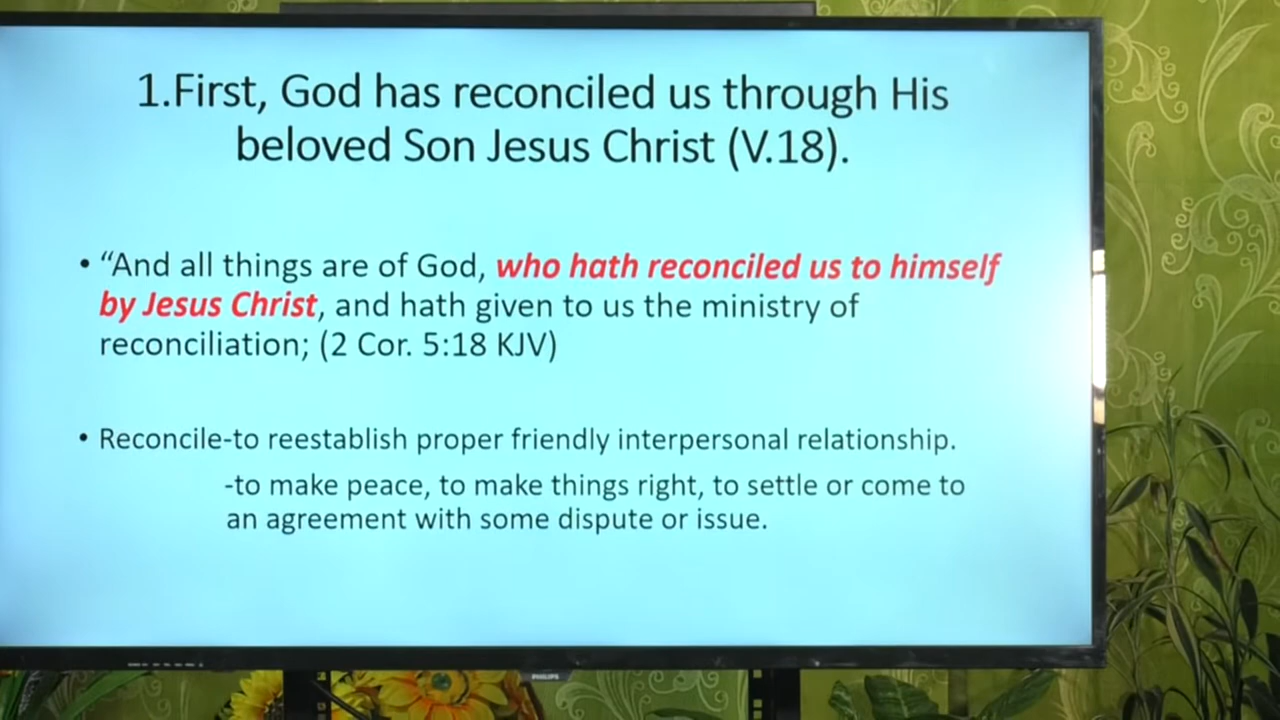 1.First, God has reconciled us through His
beloved Son Jesus Christ (V.18).
• “And all things are of God, who hath reconciled us to himself
by Jesus Christ, and hath given to us the ministry of
reconciliation; (2 Cor. 5:18 KJV)
• Reconcile-to reestablish proper friendly interpersonal relationship.
-to make peace, to make things right, to settle or come to
an agreement with some dispute or issue.
PHILIPS